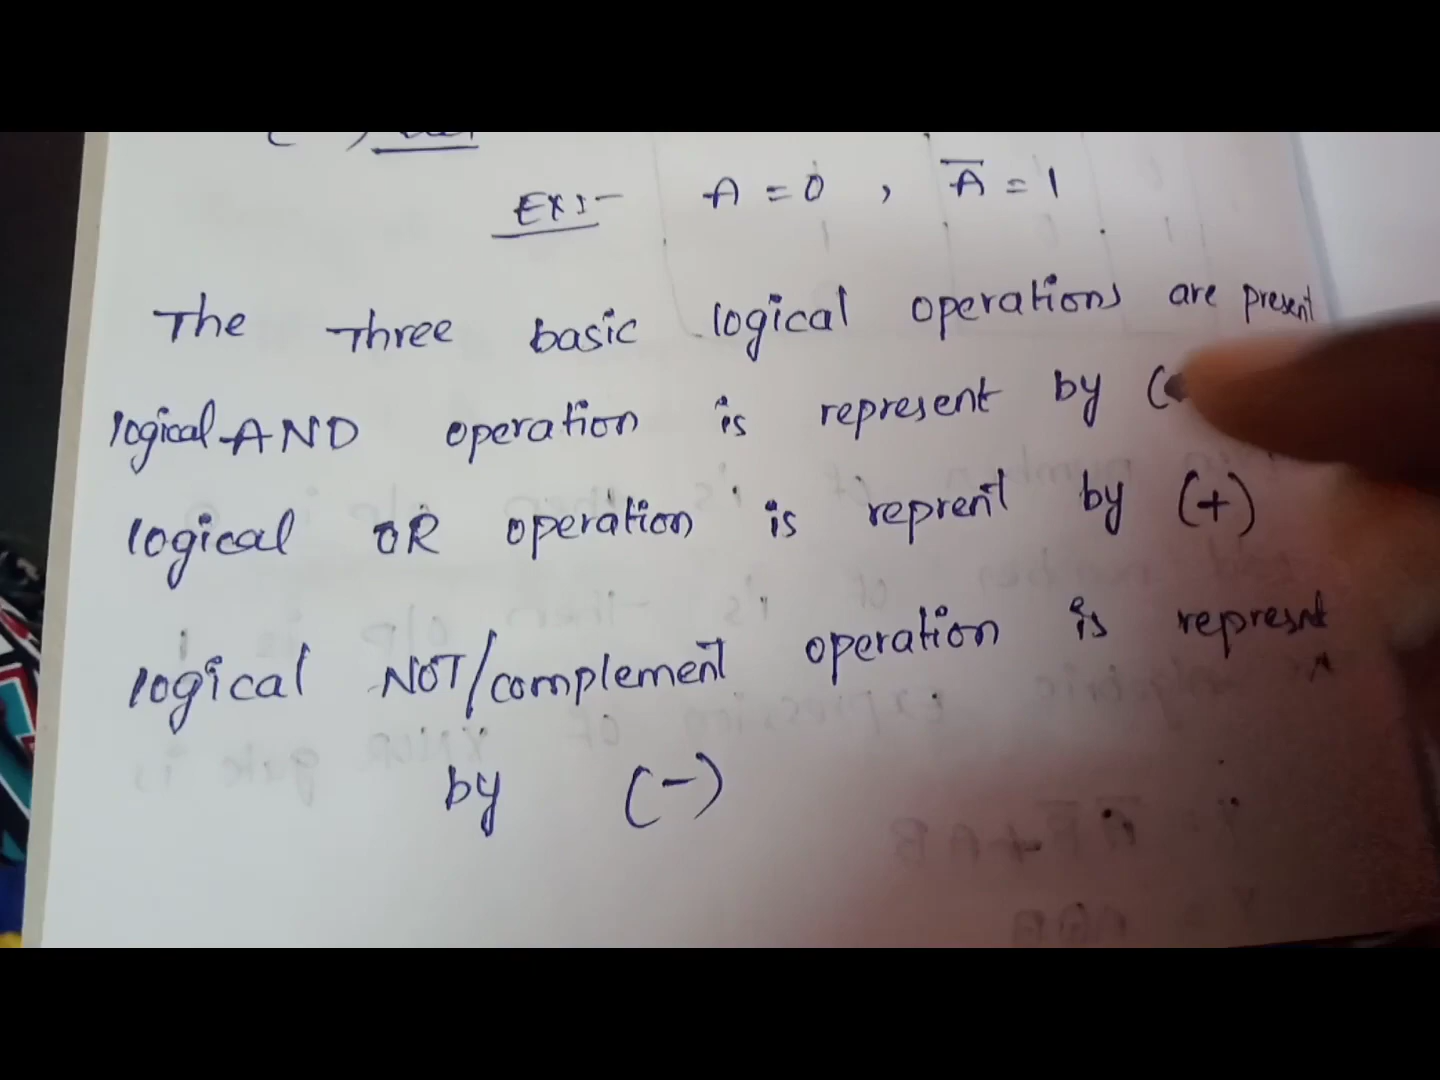 Ex:- A = 0 , A̅ = 1
The Three basic logical operations are present
logical AND operation is represent by (
logical OR operation is reprent by (+)
logical NOT/complement operation is represnt
by (-)